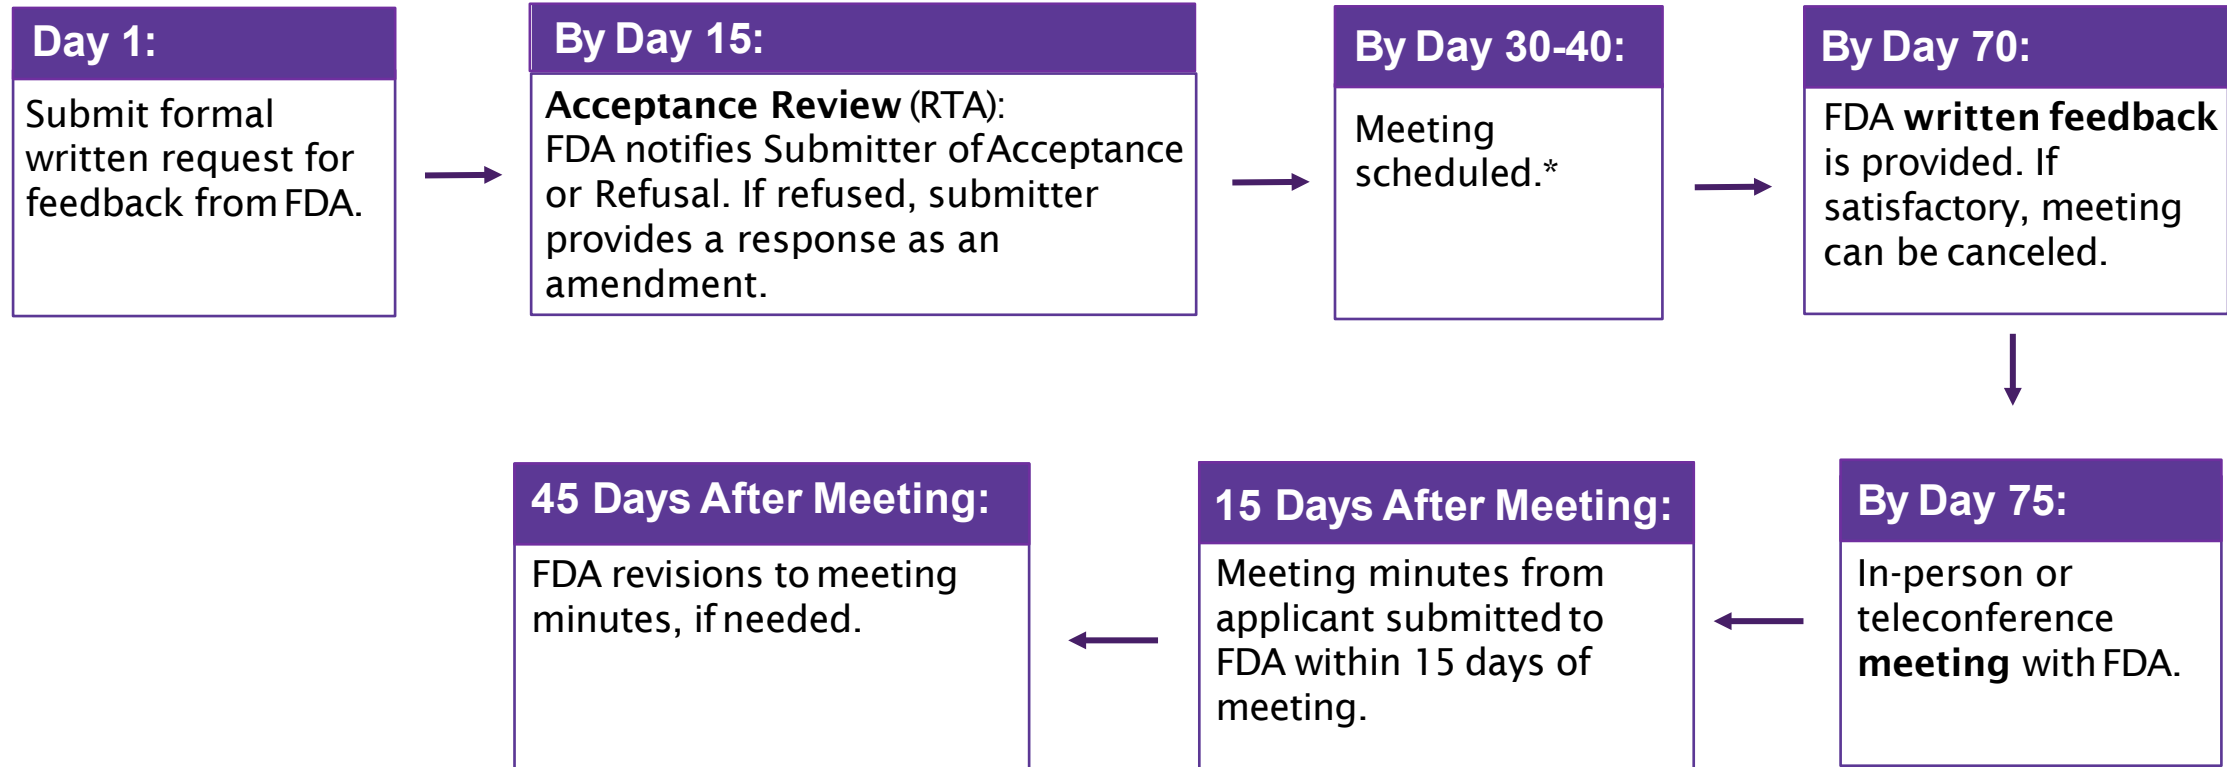 Day 1:
Submit formal
written request for
feedback from FDA.
By Day 15:
Acceptance Review (RTA):
FDA notifies Submitter of Acceptance
or Refusal. If refused, submitter
provides a response as an
amendment.
By Day 30-40:
Meeting
scheduled.*
By Day 70:
FDA written feedback
is provided. If
satisfactory, meeting
can be canceled.
By Day 75:
In-person or
teleconference
meeting with FDA.
15 Days After Meeting:
Meeting minutes from
applicant submitted to
FDA within 15 days of
meeting.
45 Days After Meeting:
FDA revisions to meeting
minutes, if needed.